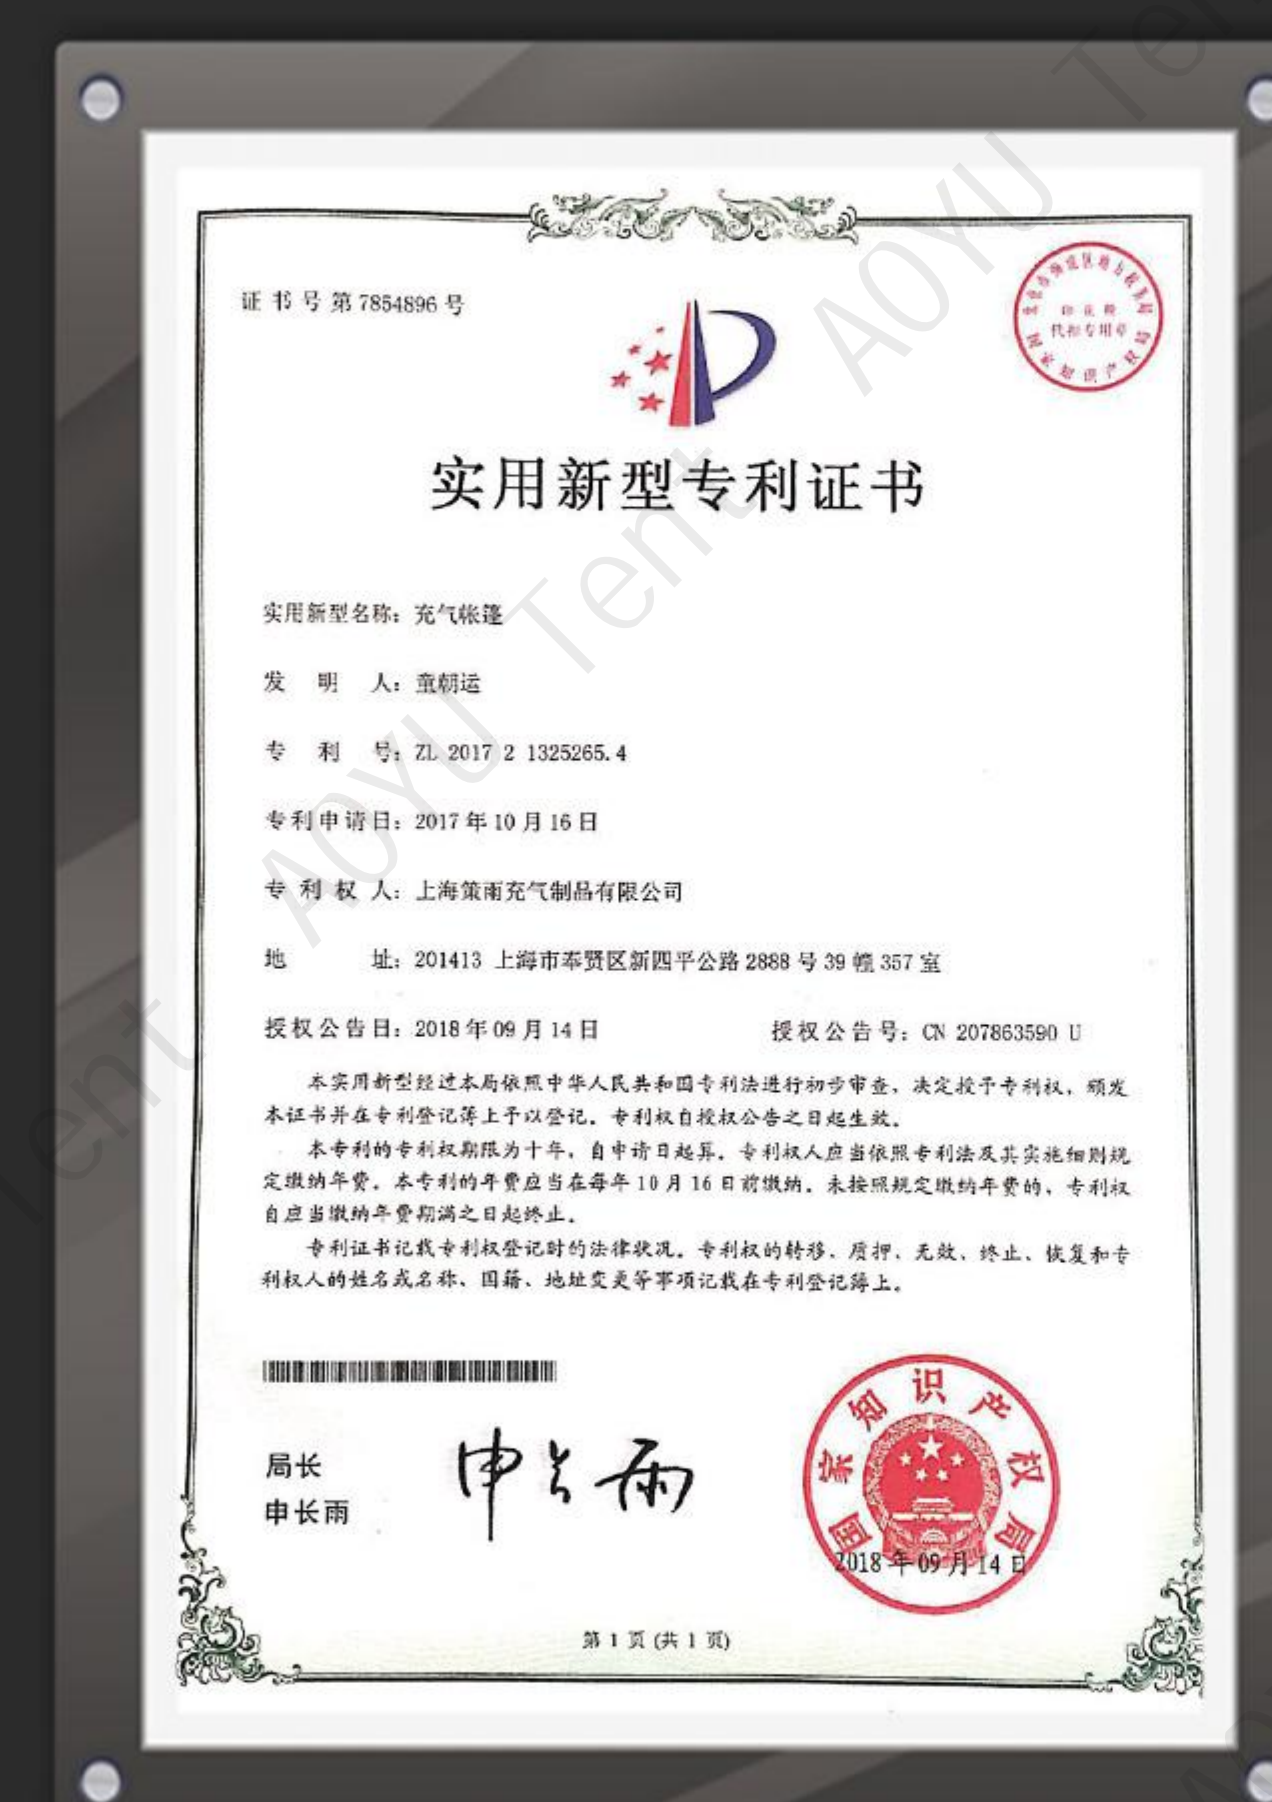 证书号第7854896号
印花税
代扣专用章
国家知识产权局
实用新型专利证书
实用新型名称：充气帐篷
发明人：童朝运
专利号：ZL 2017 2 1325265.4
专利申请日：2017年10月16日
专利权人：上海策雨充气制品有限公司
地址：201413 上海市奉贤区新四平公路2888号39幢357室
授权公告日：2018年09月14日 授权公告号：CN 207863590 U
本实用新型经过本局依照中华人民共和国专利法进行初步审查，决定授予专利权，颁发
本证书并在专利登记簿上予以登记。专利权自授权公告之日起生效。
本专利的专利权期限为十年，自申请日起算。专利权人应当依照专利法及其实施细则规
定缴纳年费。本专利的年费应当在每年10月16日前缴纳。未按照规定缴纳年费的，专利权
自应当缴纳年费期满之日起终止。
专利证书记载专利权登记时的法律状况。专利权的转移、质押、无效、终止、恢复和专
利权人的姓名或名称、国籍、地址变更等事项记载在专利登记簿上。
局长
申长雨
申长雨
国家知识产权局
2018年09月14日
第1页(共1页)
AOYU Tent
AOYU Tent
Tent